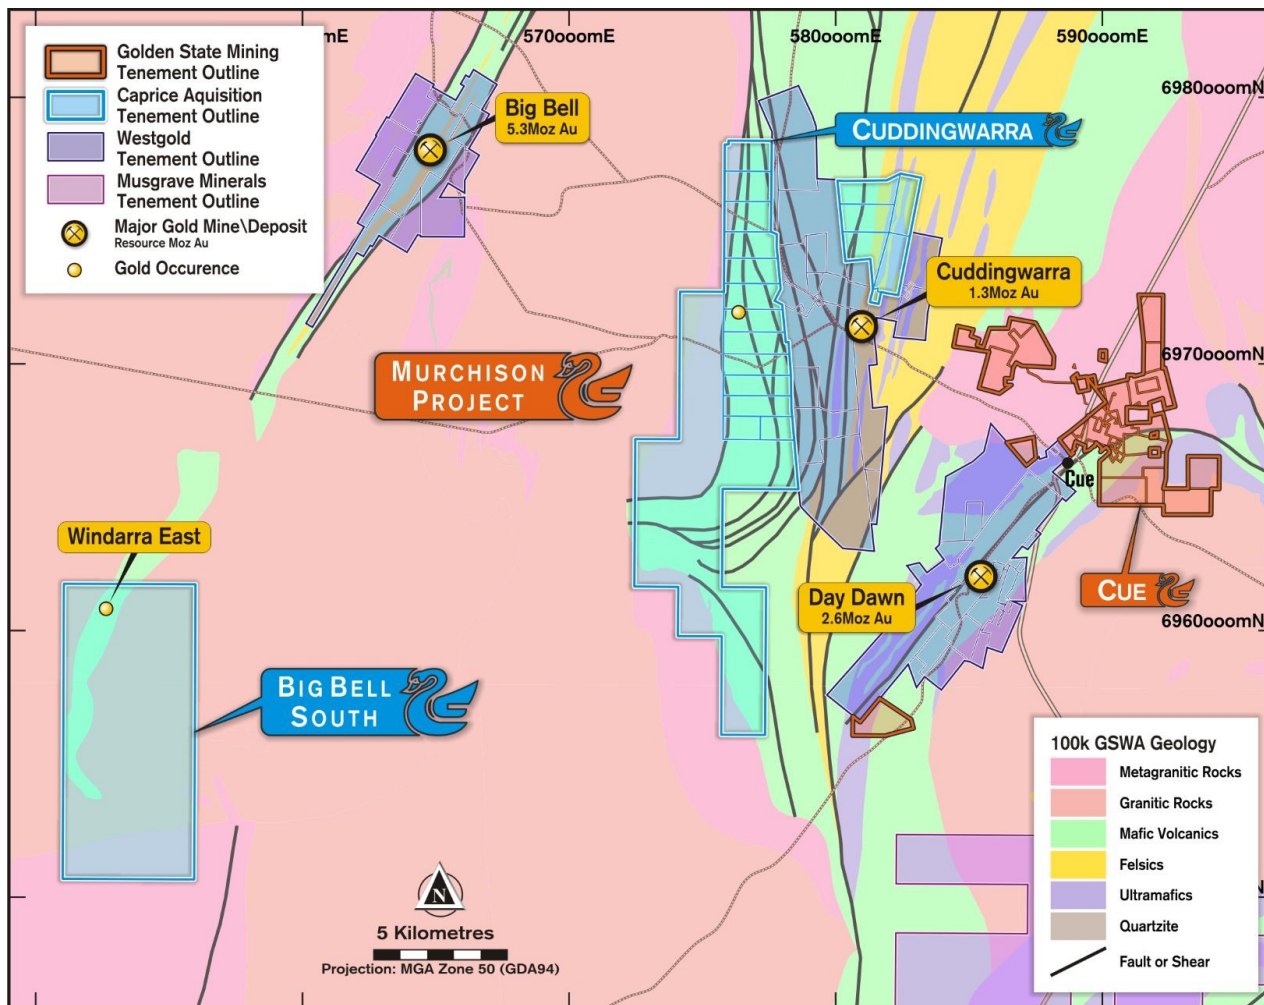 Golden State Mining
Tenement Outline
Caprice Aquisition
Tenement Outline
Westgold
Tenement Outline
Musgrave Minerals
Tenement Outline
Major Gold Mine\Deposit
Resource Moz Au
Gold Occurence
mE
570000mE
580000mE
590000mE
6980000mN
6970000mN
6960000mN
N
Big Bell
5.3Moz Au
CUDDINGWARRA
Cuddingwarra
1.3Moz Au
MURCHISON
PROJECT
Cue
Windarra East
Day Dawn
2.6Moz Au
CUE
BIG BELL
SOUTH
100k GSWA Geology
Metagranitic Rocks
Granitic Rocks
Mafic Volcanics
Felsics
Ultramafics
Quartzite
Fault or Shear
N
5 Kilometres
Projection: MGA Zone 50 (GDA94)